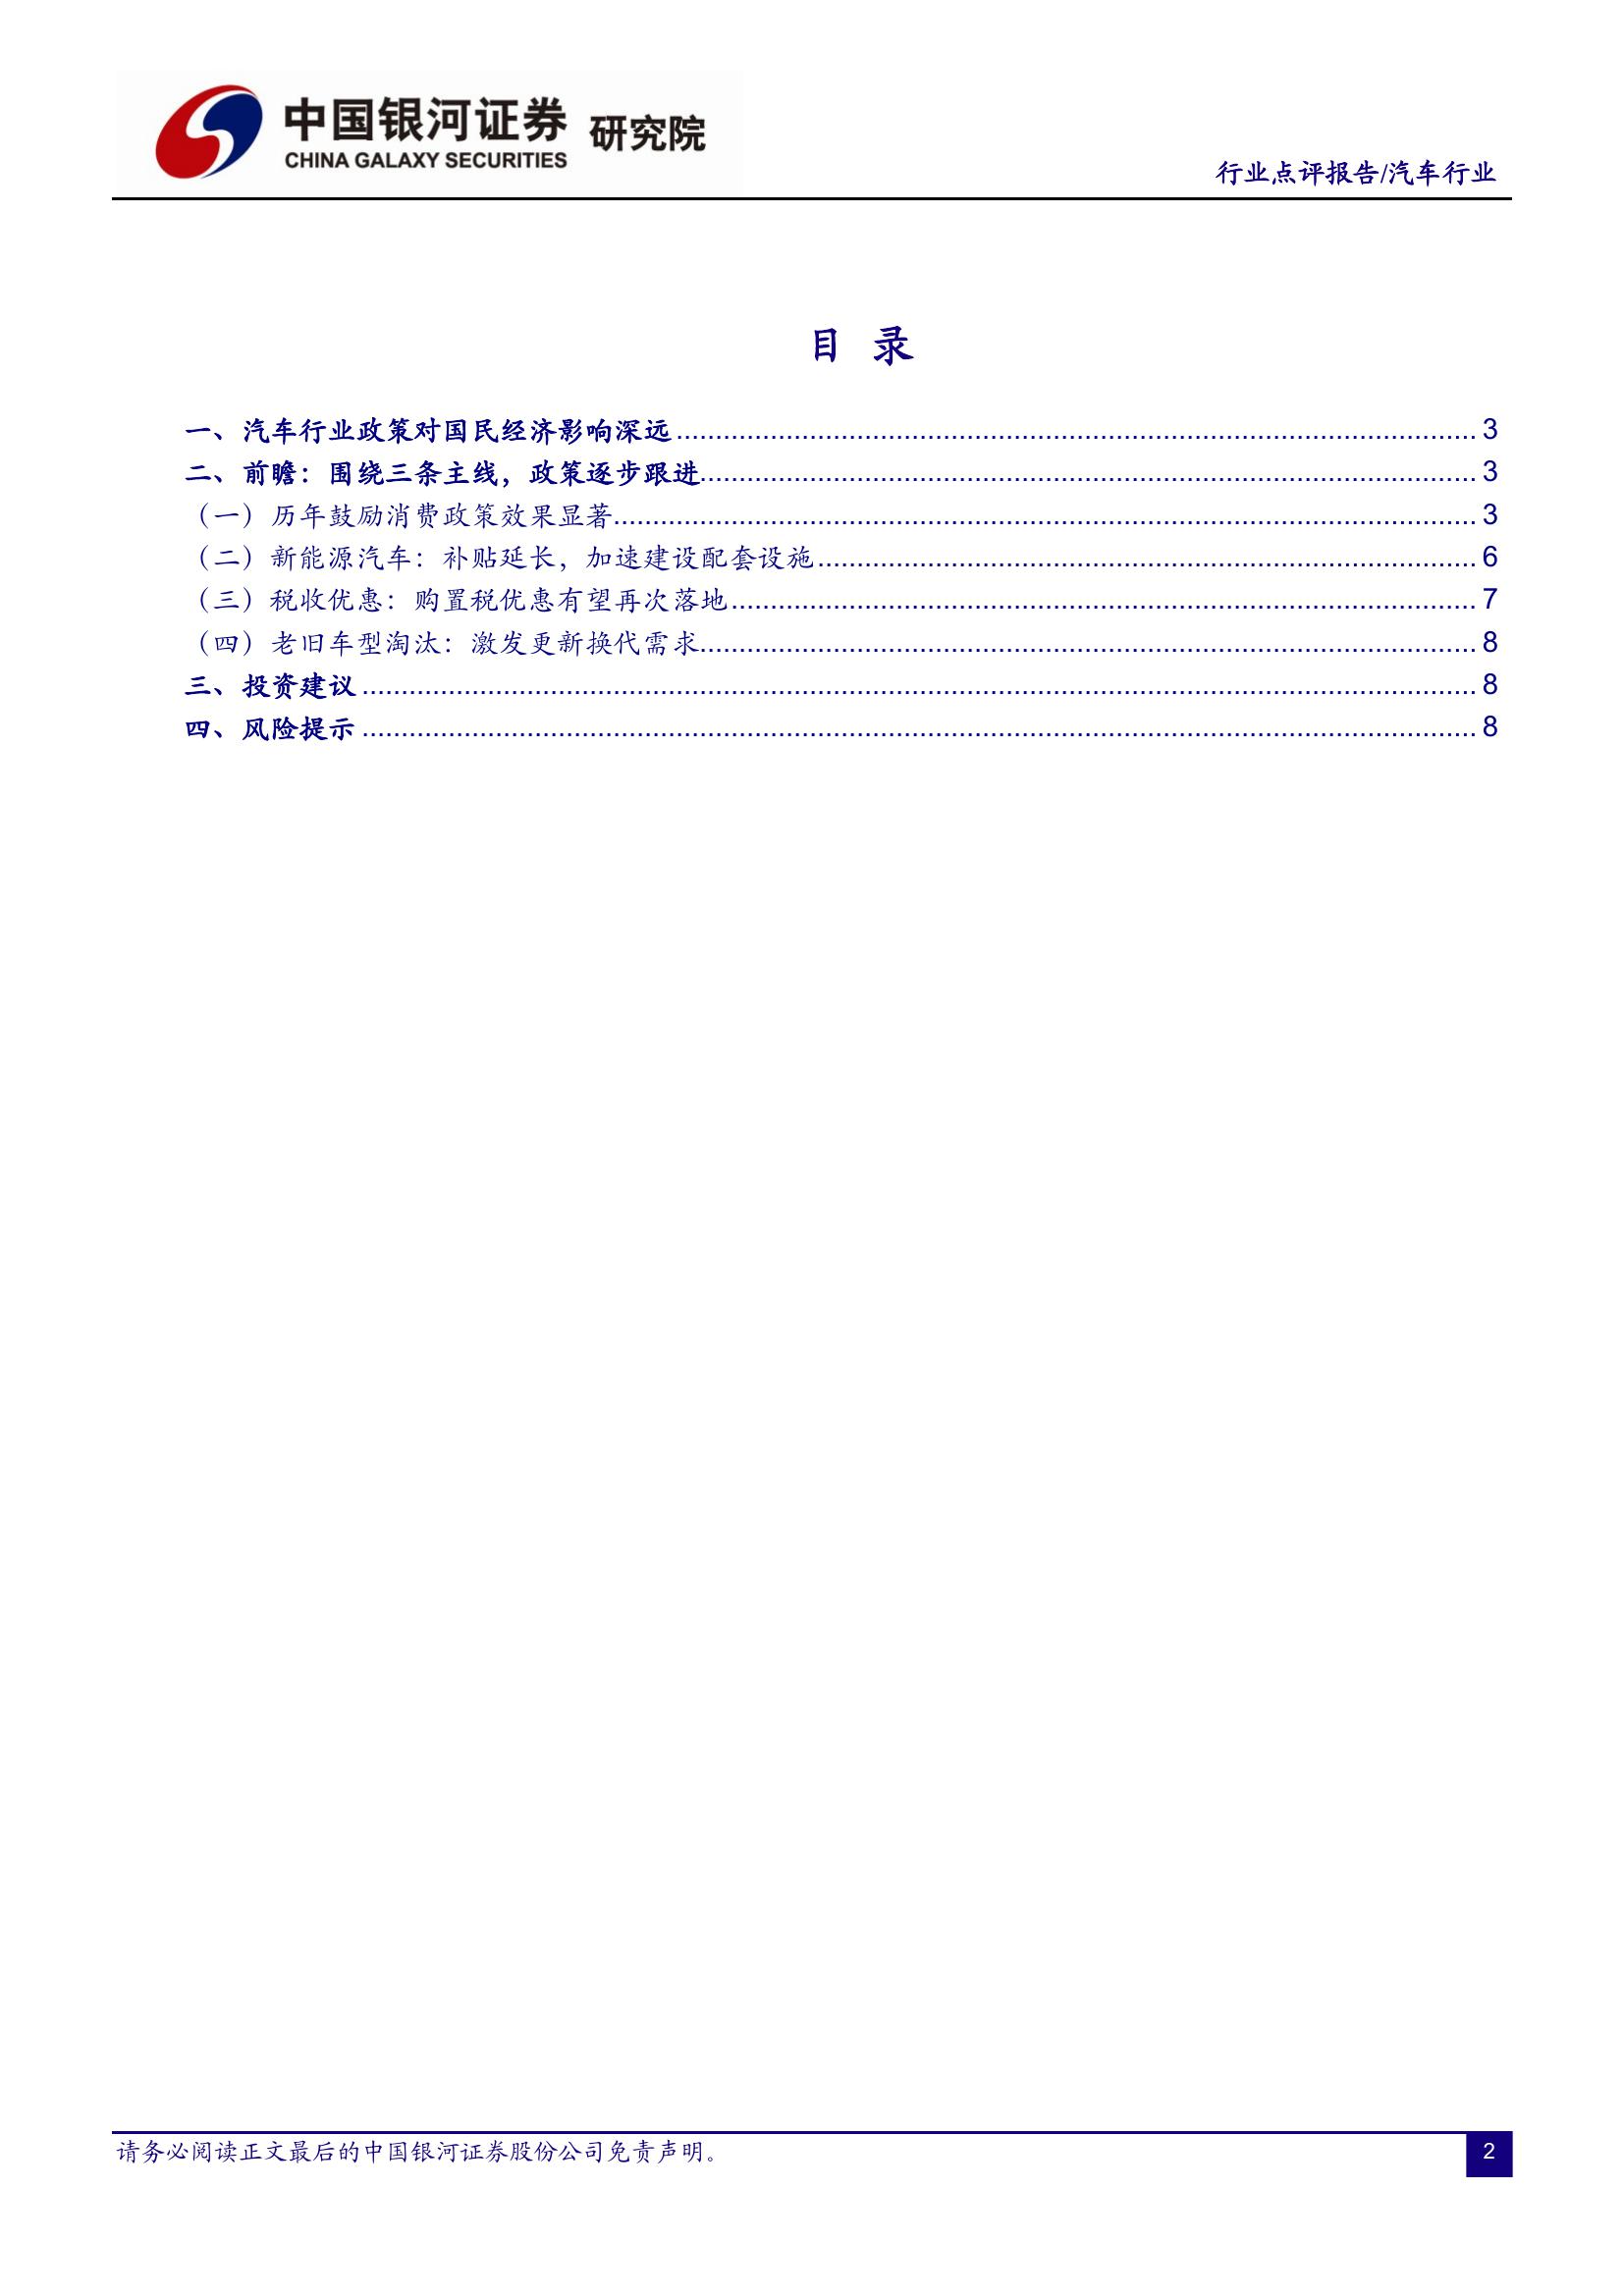 中国银河证券 研究院
CHINA GALAXY SECURITIES
行业点评报告/汽车行业
目 录
一、汽车行业政策对国民经济影响深远 3
二、前瞻：围绕三条主线，政策逐步跟进 3
（一）历年鼓励消费政策效果显著 3
（二）新能源汽车：补贴延长，加速建设配套设施 6
（三）税收优惠：购置税优惠有望再次落地 7
（四）老旧车型淘汰：激发更新换代需求 8
三、投资建议 8
四、风险提示 8
请务必阅读正文最后的中国银河证券股份公司免责声明。
2